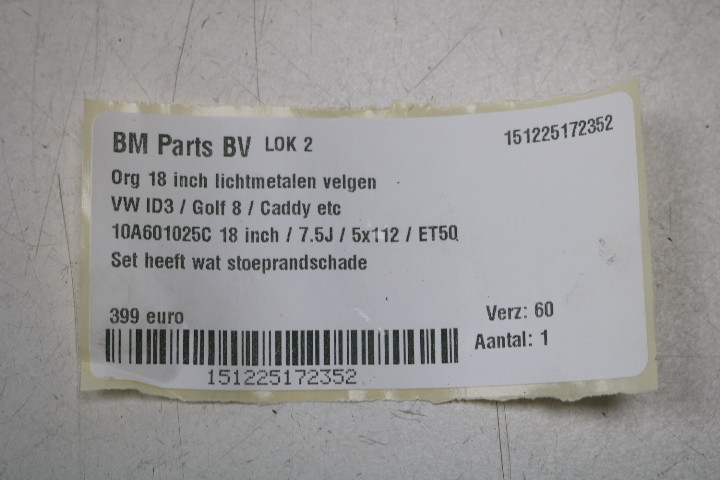 BM Parts BV LOK 2
151225172352
Org 18 inch lichtmetalen velgen
VW ID3 / Golf 8 / Caddy etc
10A601025C 18 inch / 7.5J / 5x112 / ET50
Set heeft wat stoeprandschade
399 euro
Verz: 60
Aantal: 1
151225172352